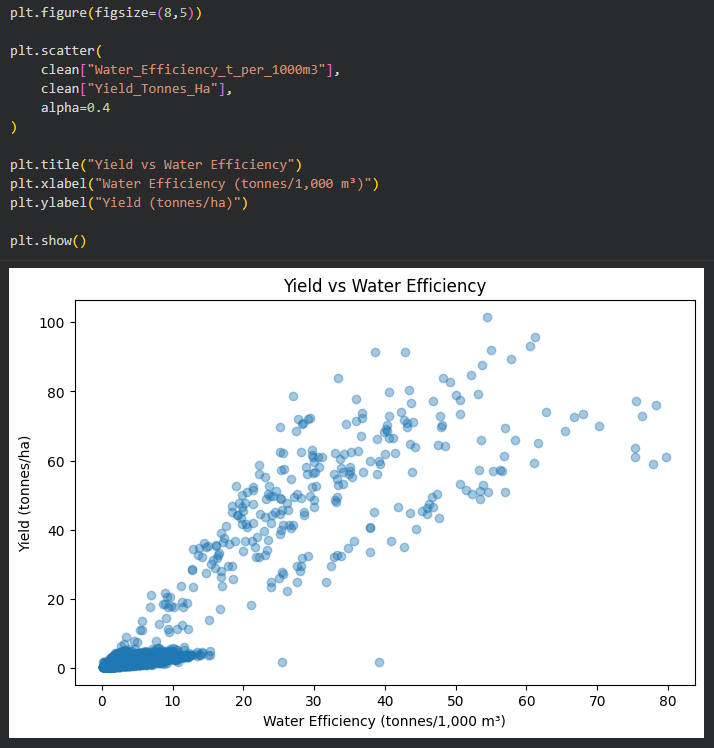 plt.figure(figsize=(8,5))
plt.scatter(
clean["Water_Efficiency_t_per_1000m3"],
clean["Yield_Tonnes_Ha"],
alpha=0.4
)
plt.title("Yield vs Water Efficiency")
plt.xlabel("Water Efficiency (tonnes/1,000 m³)")
plt.ylabel("Yield (tonnes/ha)")
plt.show()
Yield vs Water Efficiency
100
80
60
40
20
0
Yield (tonnes/ha)
0 10 20 30 40 50 60 70 80
Water Efficiency (tonnes/1,000 m³)